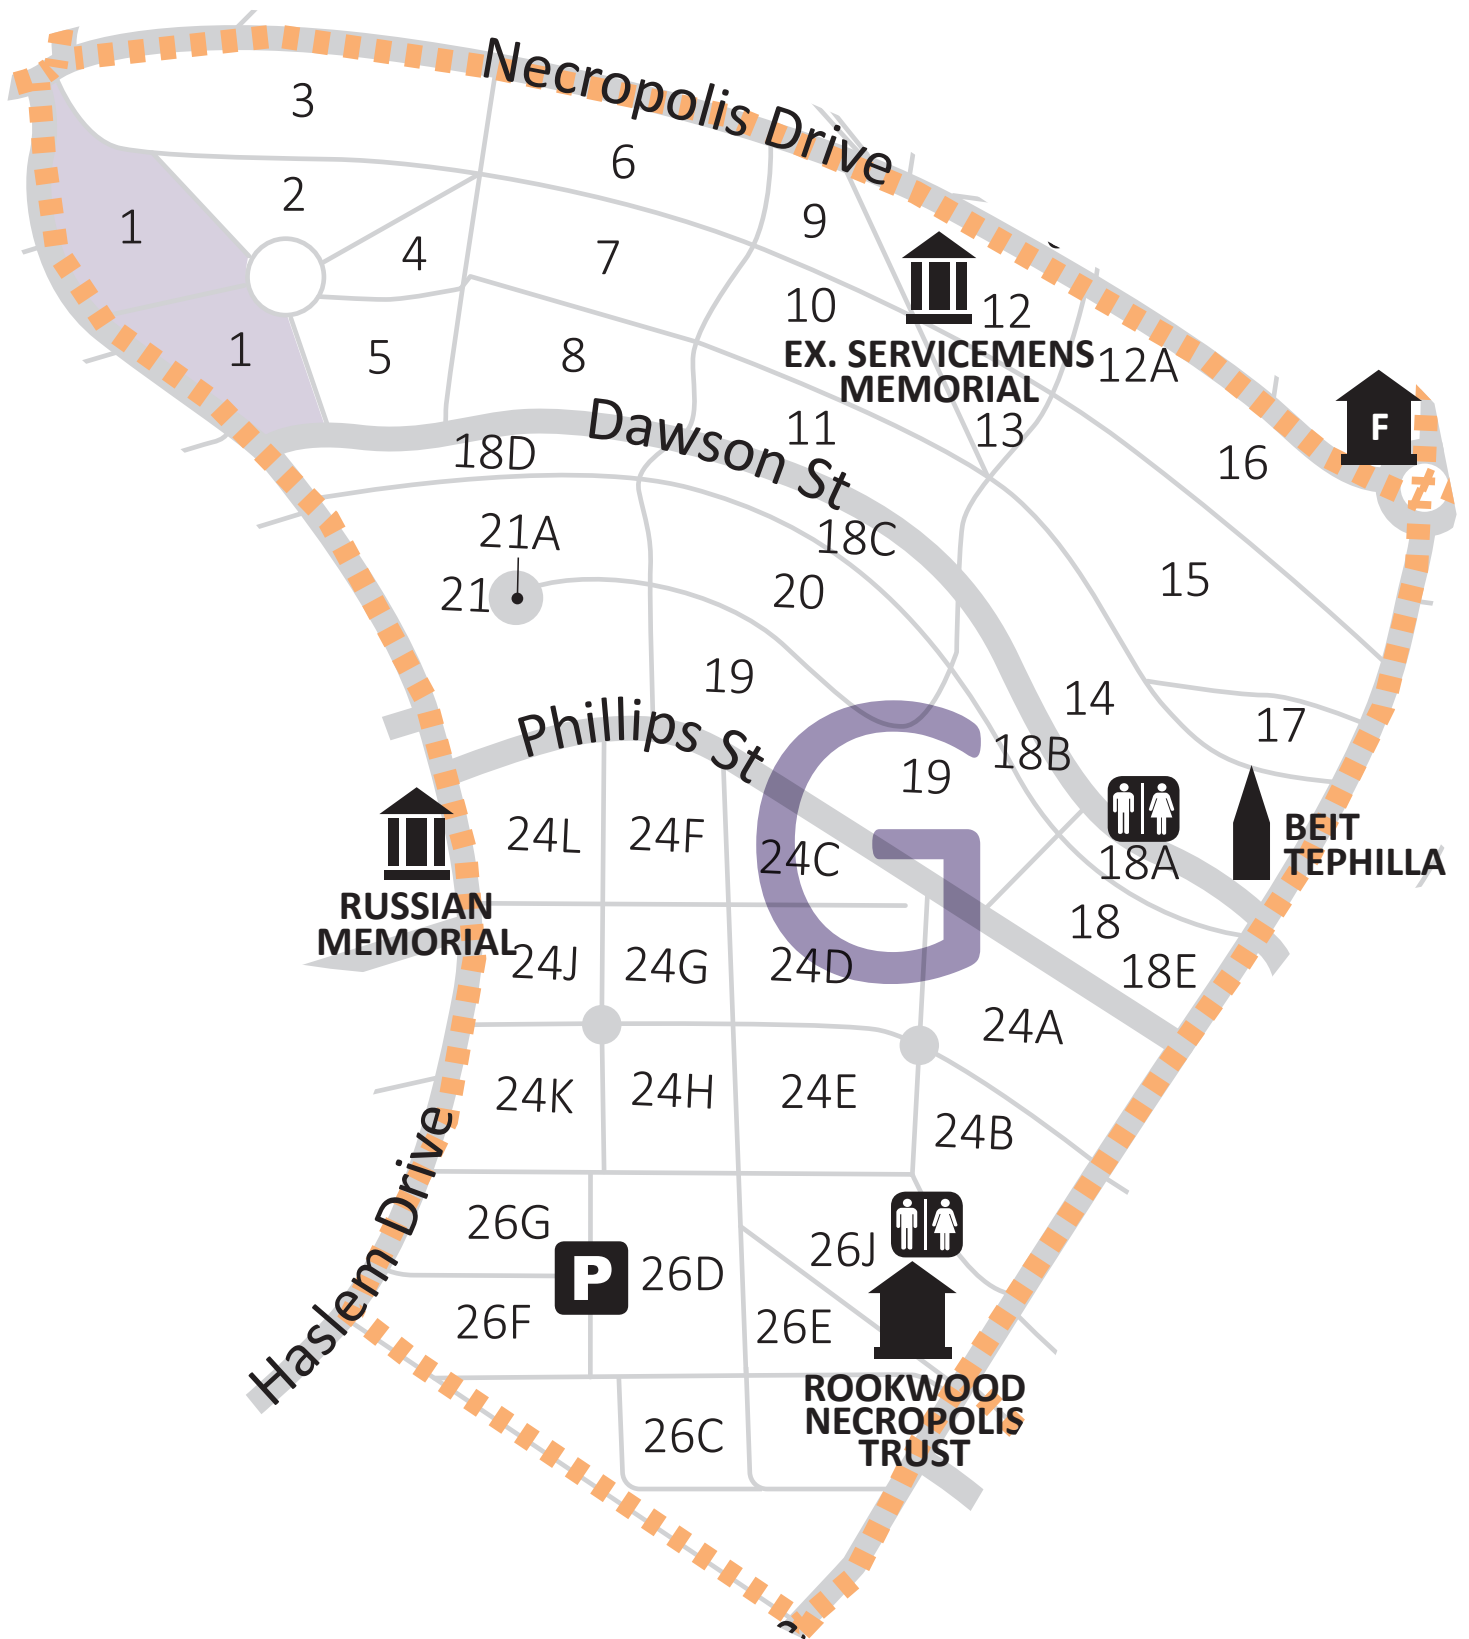 Necropolis Drive
3
6
2
1
9
4
7
10
12
1
5
8
EX. SERVICEMENS
MEMORIAL
12A
F
Dawson St
11
13
18D
16
21A
18C
21
20
15
19
14
Phillips St
17
18B
19
24L
24F
24C
G
18A
BEIT
TEPHILLA
RUSSIAN
MEMORIAL
18
24J
24G
24D
18E
24A
24K
24H
24E
24B
Haslem Drive
26G
26J
P
26D
26F
26E
ROOKWOOD
NECROPOLIS
TRUST
26C